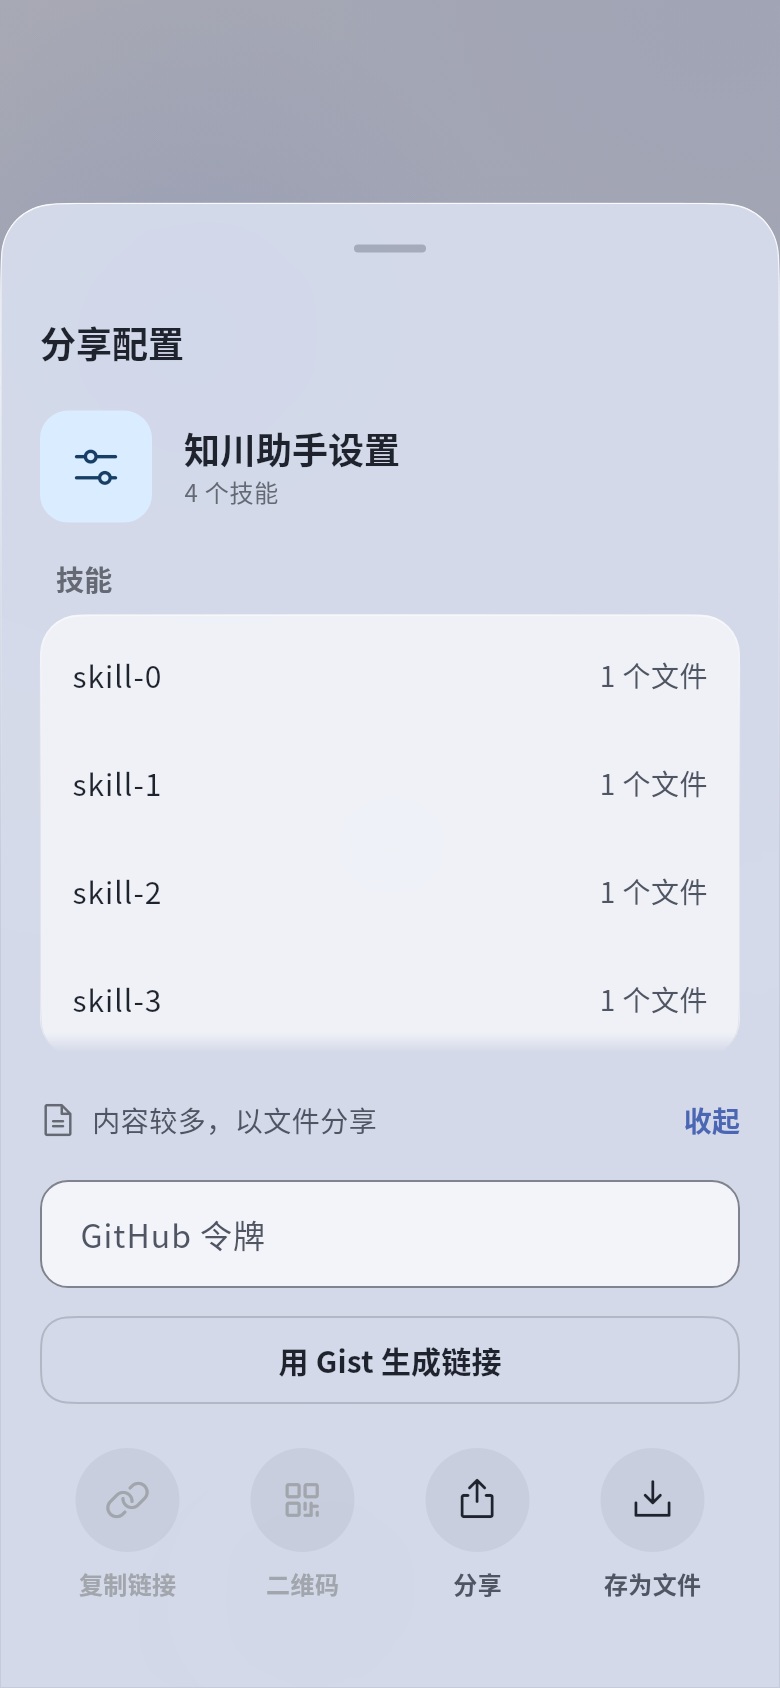 分享配置
知川助手设置
4 个技能
技能
skill-0 1 个文件
skill-1 1 个文件
skill-2 1 个文件
skill-3 1 个文件
内容较多，以文件分享 收起
GitHub 令牌
用 Gist 生成链接
复制链接 二维码 分享 存为文件